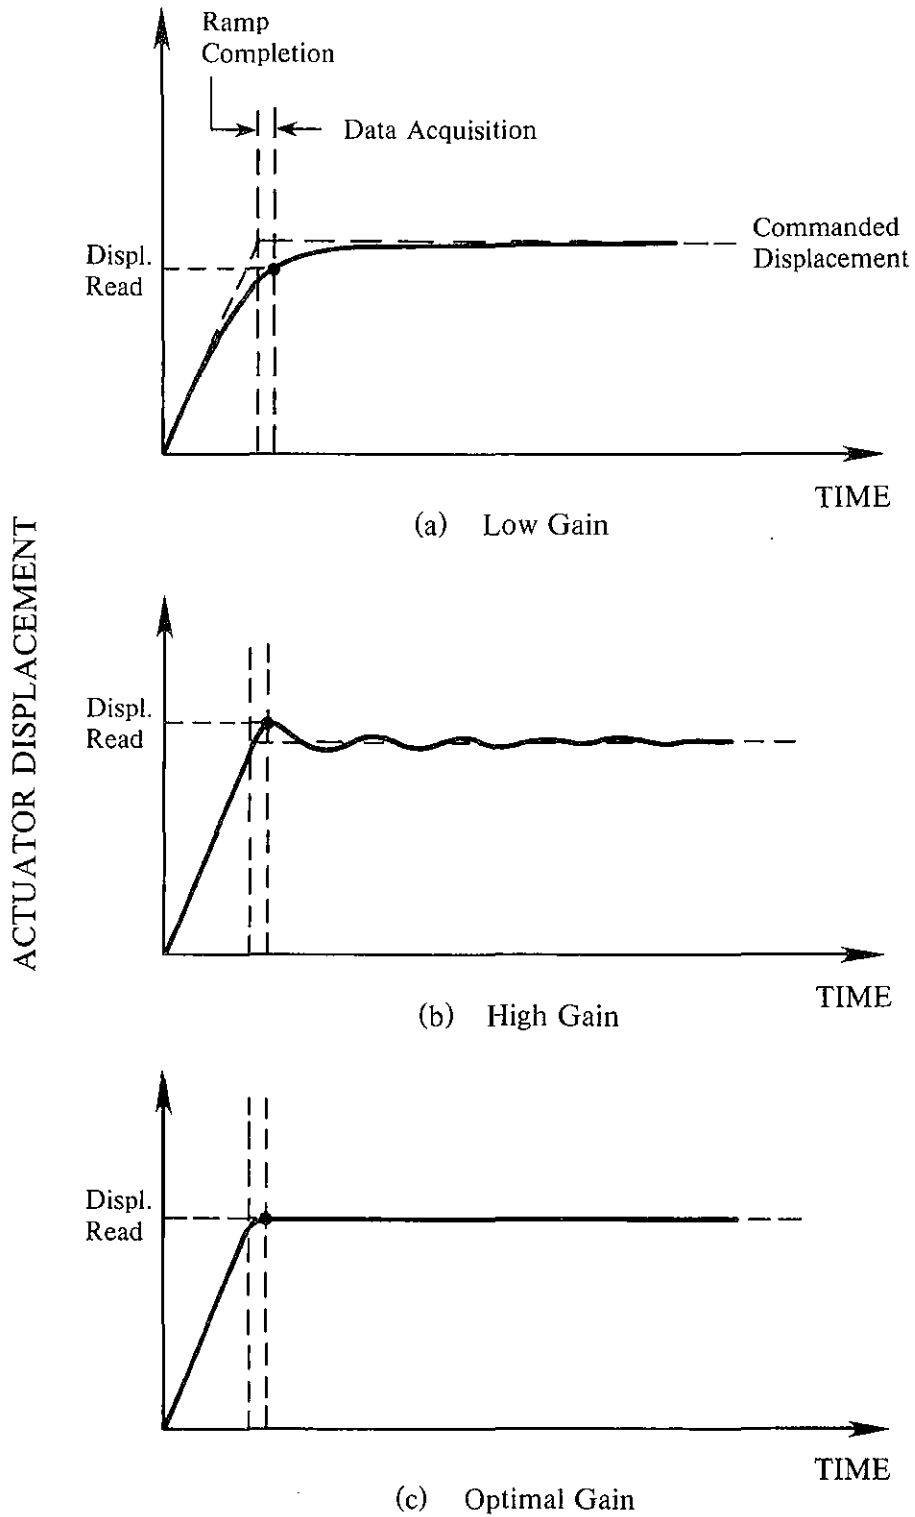 Ramp
Completion
Data Acquisition
Commanded
Displacement
Displ.
Read
TIME
(a) Low Gain
ACTUATOR DISPLACEMENT
Displ.
Read
TIME
(b) High Gain
Displ.
Read
TIME
(c) Optimal Gain